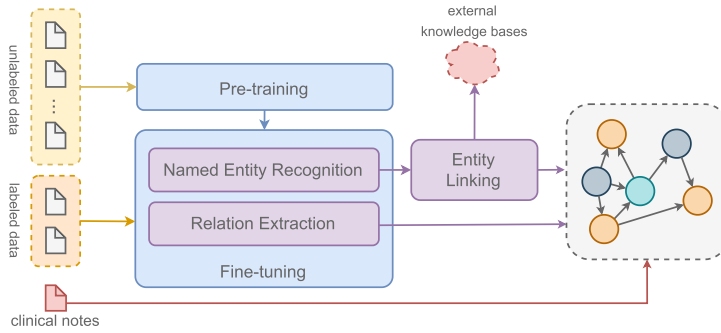 external
knowledge bases
unlabeled data
Pre-training
Named Entity Recognition
Entity
Linking
labeled data
Relation Extraction
Fine-tuning
clinical notes